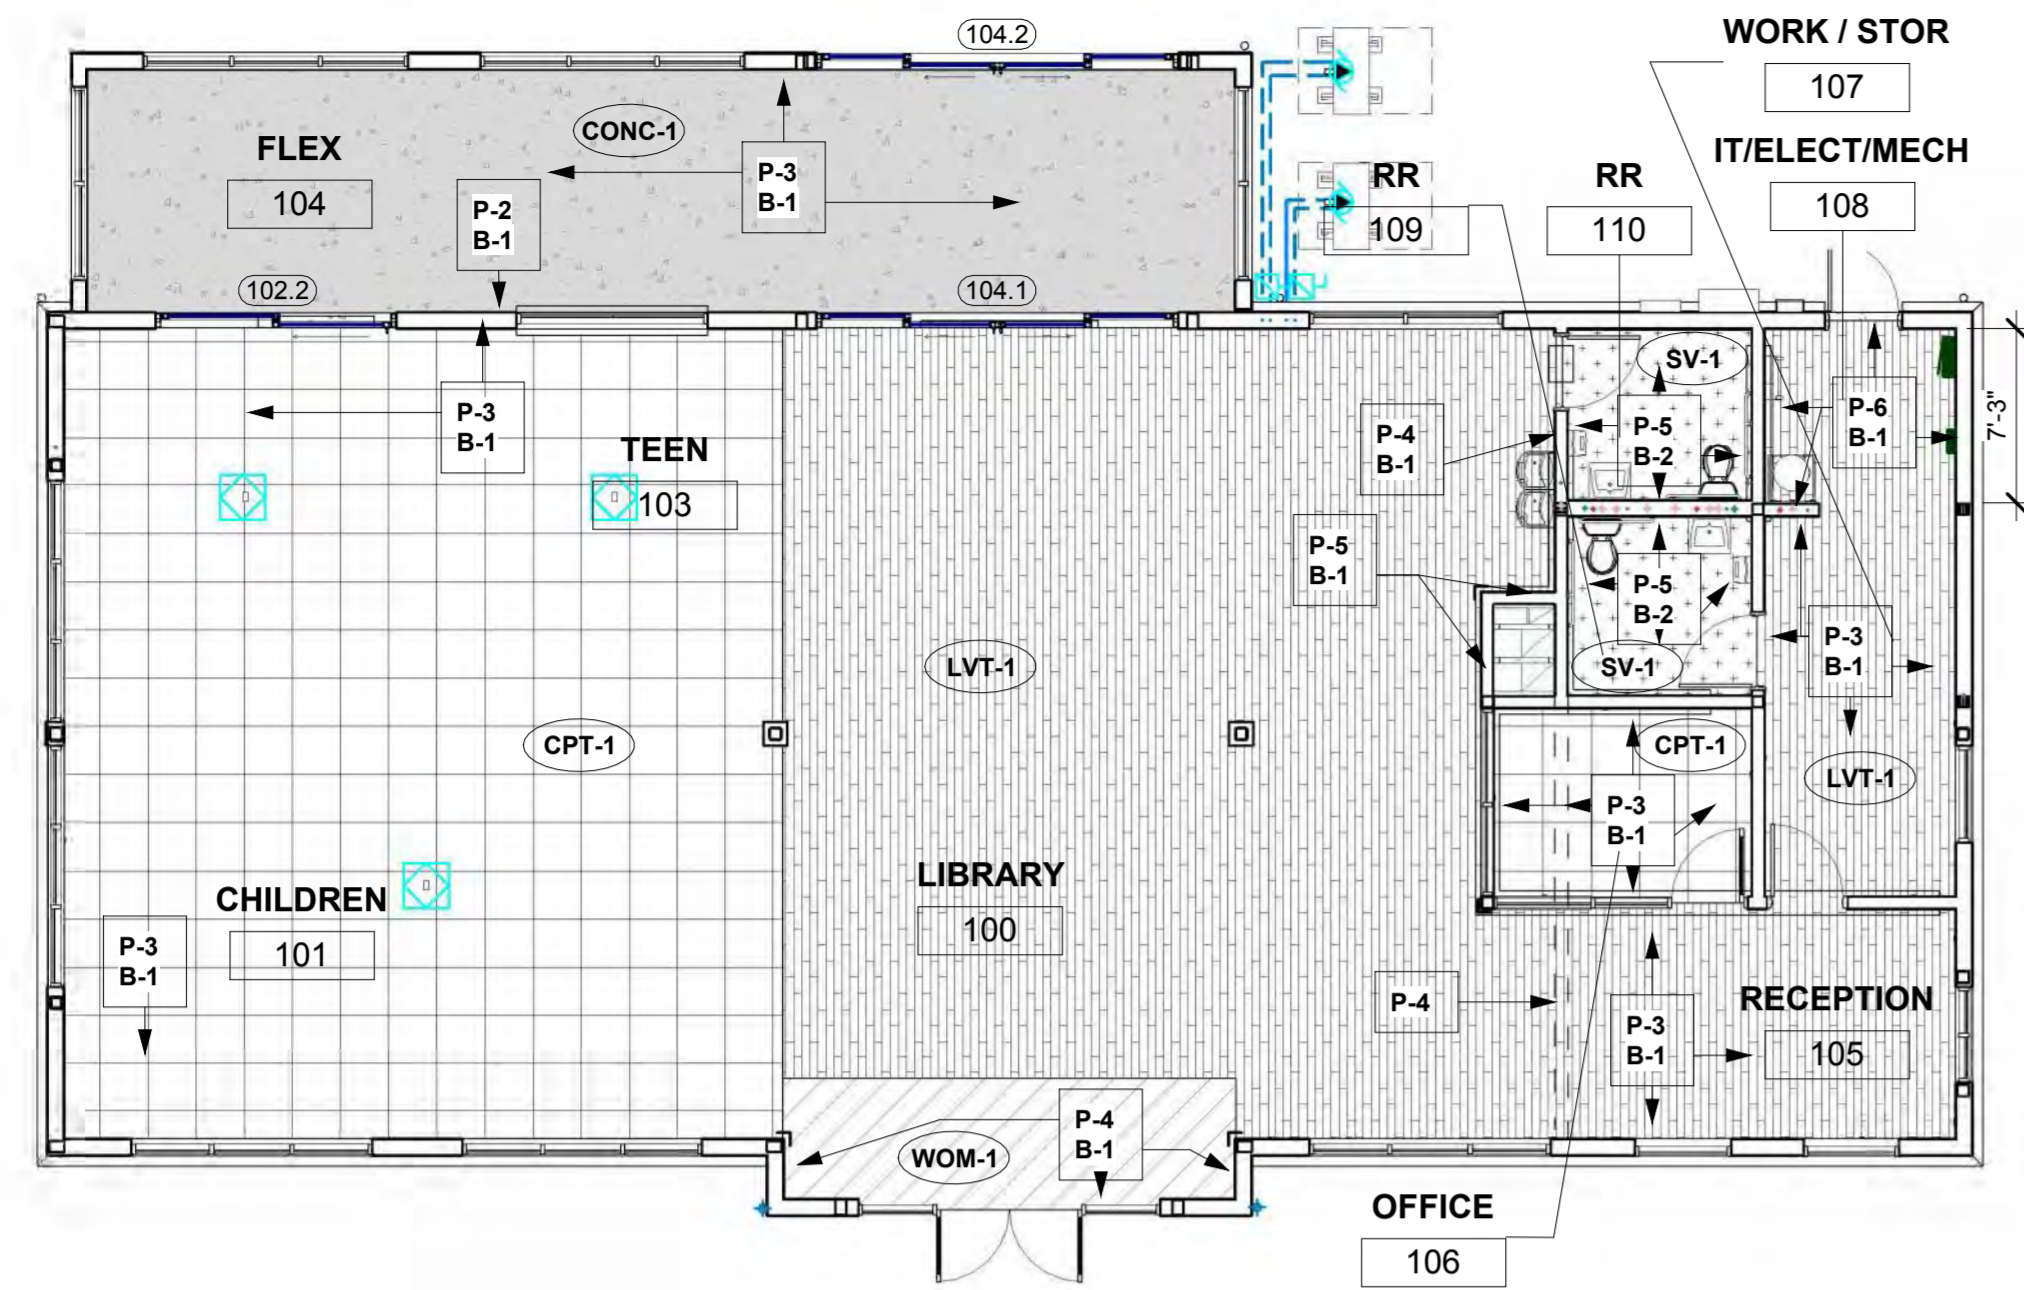 104.2
WORK / STOR
107
IT/ELECT/MECH
108
FLEX
104
CONC-1
P-3
B-1
P-2
B-1
RR
109
RR
110
102.2
104.1
SV-1
P-3
B-1
TEEN
103
P-4
B-1
P-5
B-2
P-6
B-1
7'-3"
P-5
B-1
P-5
B-2
SV-1
P-3
B-1
LVT-1
CPT-1
CPT-1
LVT-1
P-3
B-1
CHILDREN
101
LIBRARY
100
P-3
B-1
P-4
RECEPTION
105
P-3
B-1
P-4
B-1
WOM-1
OFFICE
106